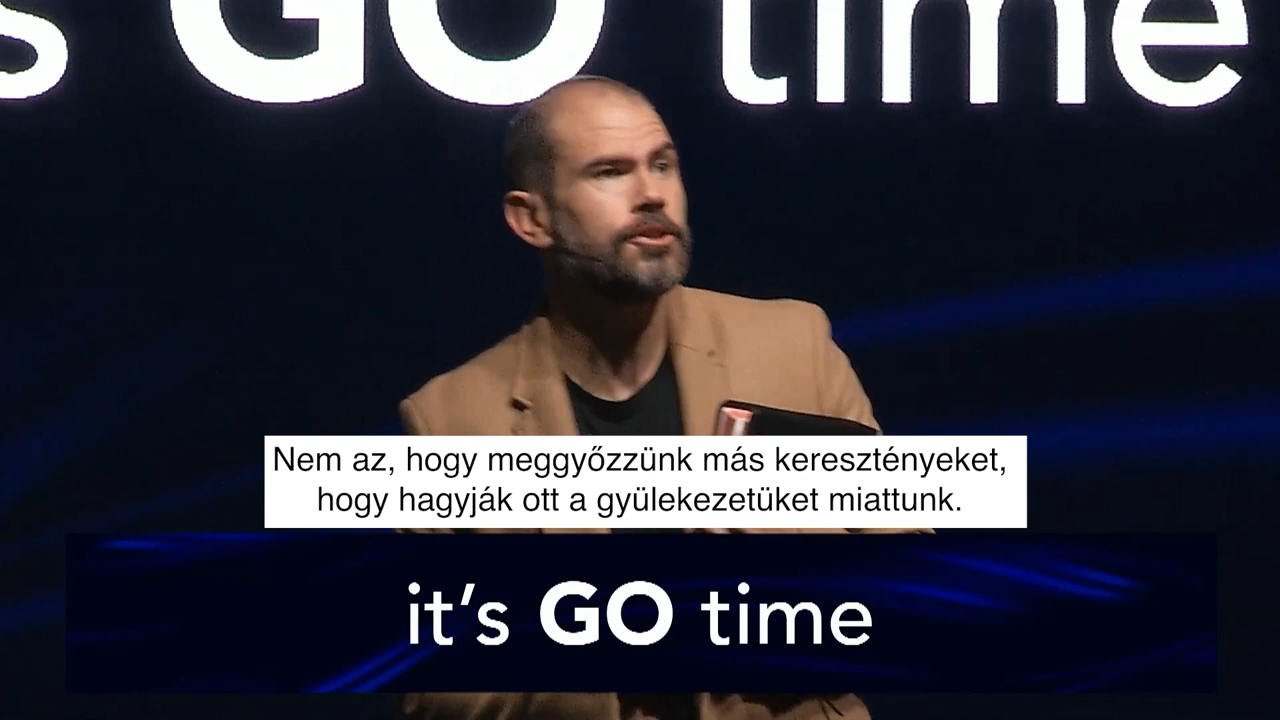 s GO time
Nem az, hogy meggyőzzünk más keresztényeket,
hogy hagyják ott a gyülekezetüket miattunk.
it's GO time